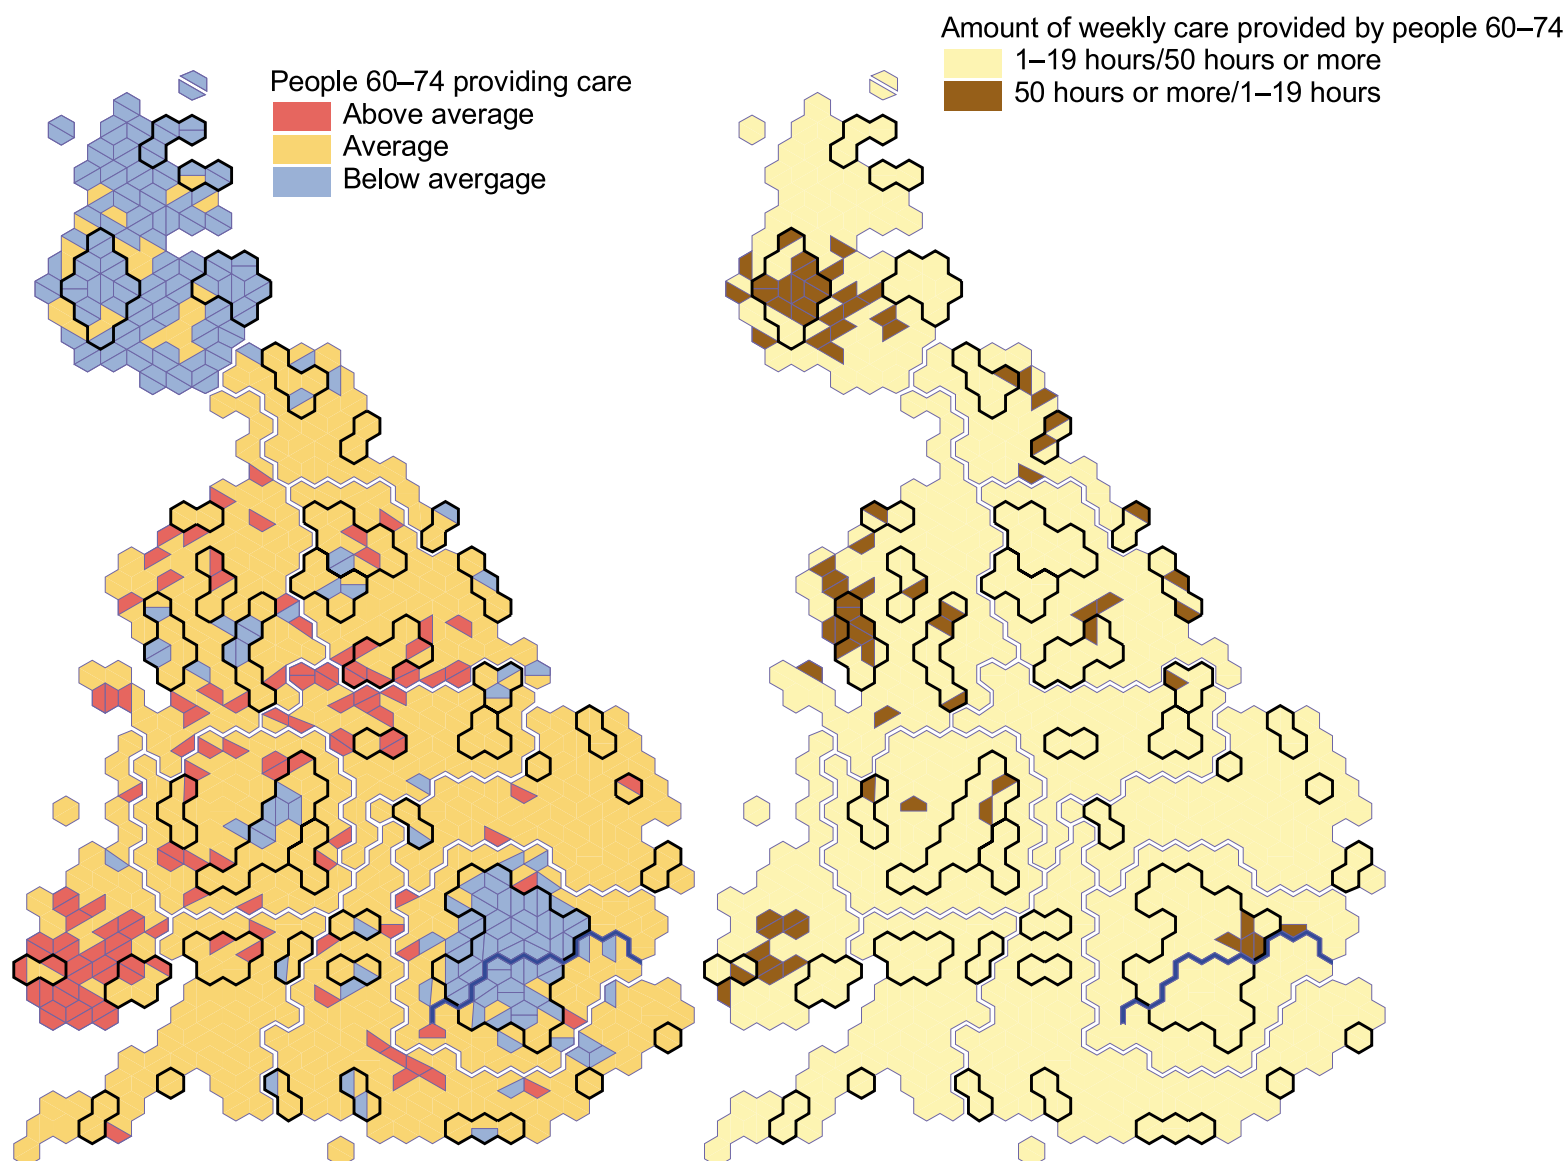 People 60–74 providing care
Above average
Average
Below avergage
Amount of weekly care provided by people 60–74
1–19 hours/50 hours or more
50 hours or more/1–19 hours